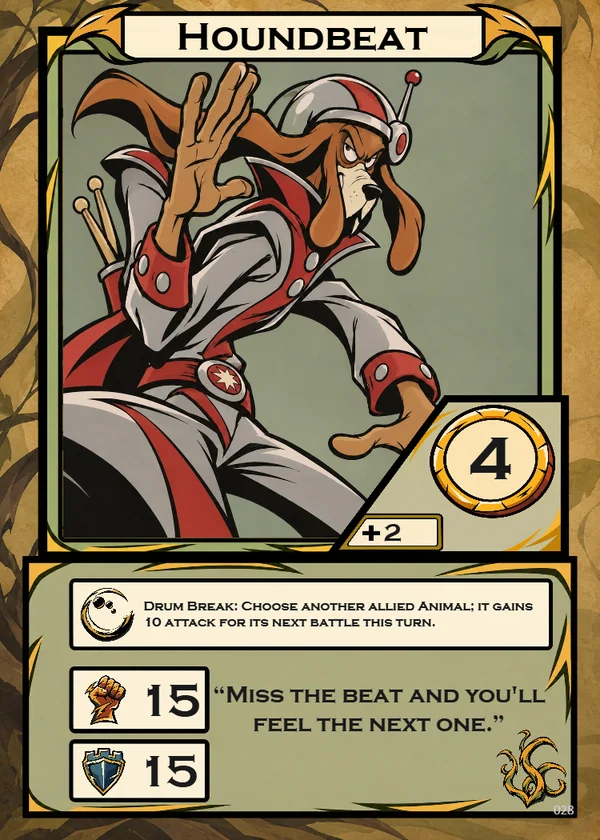 Houndbeat
4
+2
Drum Break: Choose another allied Animal; it gains
10 attack for its next battle this turn.
15
“Miss the beat and you'll
feel the next one.”
15
028